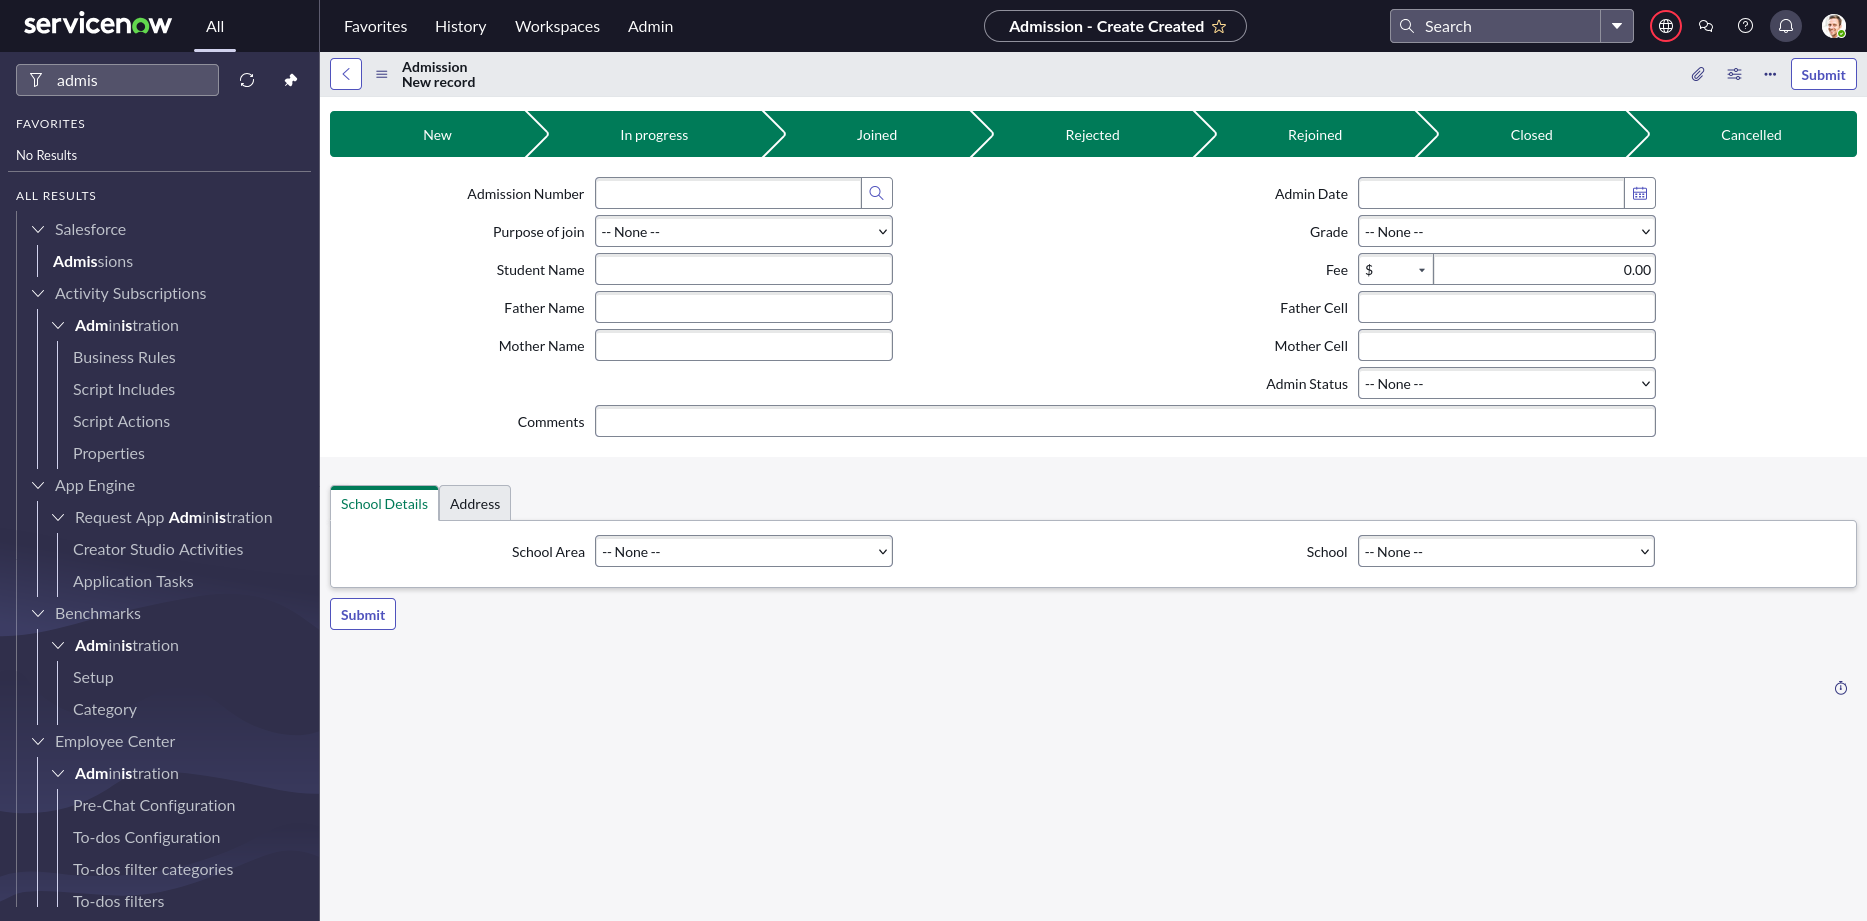 servicenow
All
Favorites History Workspaces Admin
Admission - Create Created
Search
admis
FAVORITES
No Results
ALL RESULTS
Salesforce
Admissions
Activity Subscriptions
Administration
Business Rules
Script Includes
Script Actions
Properties
App Engine
Request App Administration
Creator Studio Activities
Application Tasks
Benchmarks
Administration
Setup
Category
Employee Center
Administration
Pre-Chat Configuration
To-dos Configuration
To-dos filter categories
To-dos filters
Admission
New record
Submit
New In progress Joined Rejected Rejoined Closed Cancelled
Admission Number
Admin Date
Purpose of join -- None --
Grade -- None --
Student Name
Fee $ 0.00
Father Name
Father Cell
Mother Name
Mother Cell
Admin Status -- None --
Comments
School Details Address
School Area -- None --
School -- None --
Submit